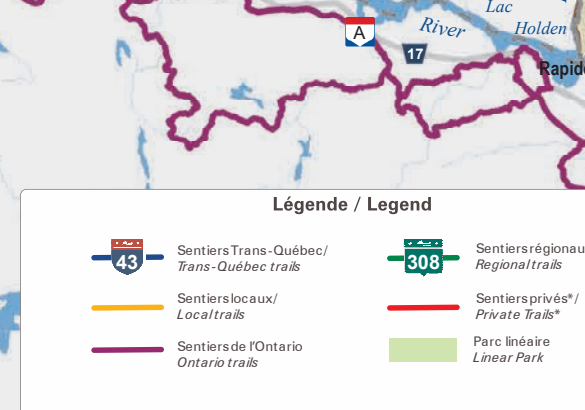 Lac
River
Holden
A
17
Rapid
Légende / Legend
43
Sentiers Trans-Québec/
Trans-Québec trails
308
Sentiers régionau
Regional trails
Sentiers locaux/
Local trails
Sentiers privés*/
Private Trails*
Sentiers de l'Ontario
Ontario trails
Parc linéaire
Linear Park